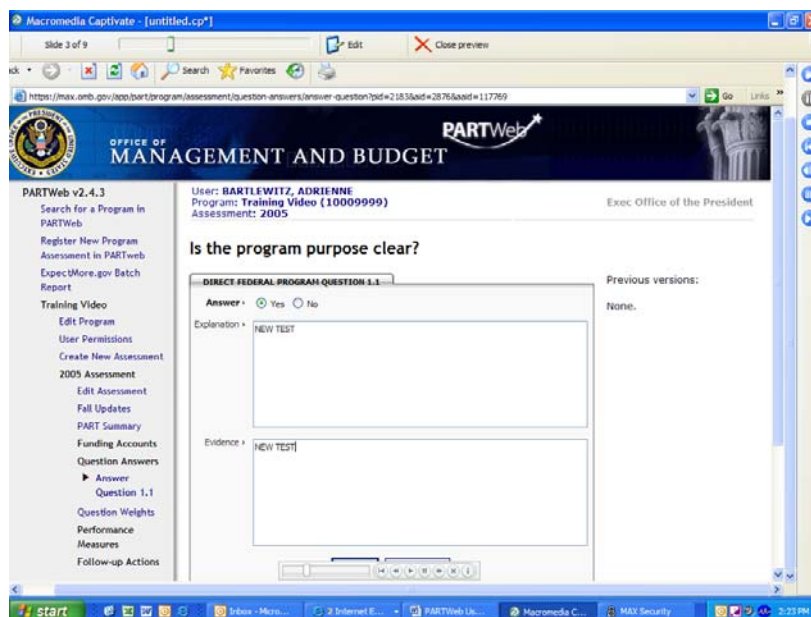 Macromedia Captivate - [untitled.cp*]
Slide 3 of 9
Edit
Close preview
Search
Favorites
https://max.omb.gov/app/part/program/assessment/question-answers/answer-question?pid=2183&aid=2876&aaid=117769
Go
Links
OFFICE OF
MANAGEMENT AND BUDGET
PARTWeb
PARTWeb v2.4.3
Search for a Program in
PARTWeb
Register New Program
Assessment in PARTweb
ExpectMore.gov Batch
Report
Training Video
Edit Program
User Permissions
Create New Assessment
2005 Assessment
Edit Assessment
Fall Updates
PART Summary
Funding Accounts
Question Answers
Answer
Question 1.1
Question Weights
Performance
Measures
Follow-up Actions
User: BARTLEWITZ, ADRIENNE
Program: Training Video (10009999)
Assessment: 2005
Exec Office of the President
Is the program purpose clear?
DIRECT FEDERAL PROGRAM QUESTION 1.1
Answer
Yes
No
Explanation
NEW TEST
Evidence
NEW TEST
Previous versions:
None.
start
Inbox - Micro...
2 Internet E...
PARTWeb Us...
Macromedia C...
MAX Security
2:23 PM